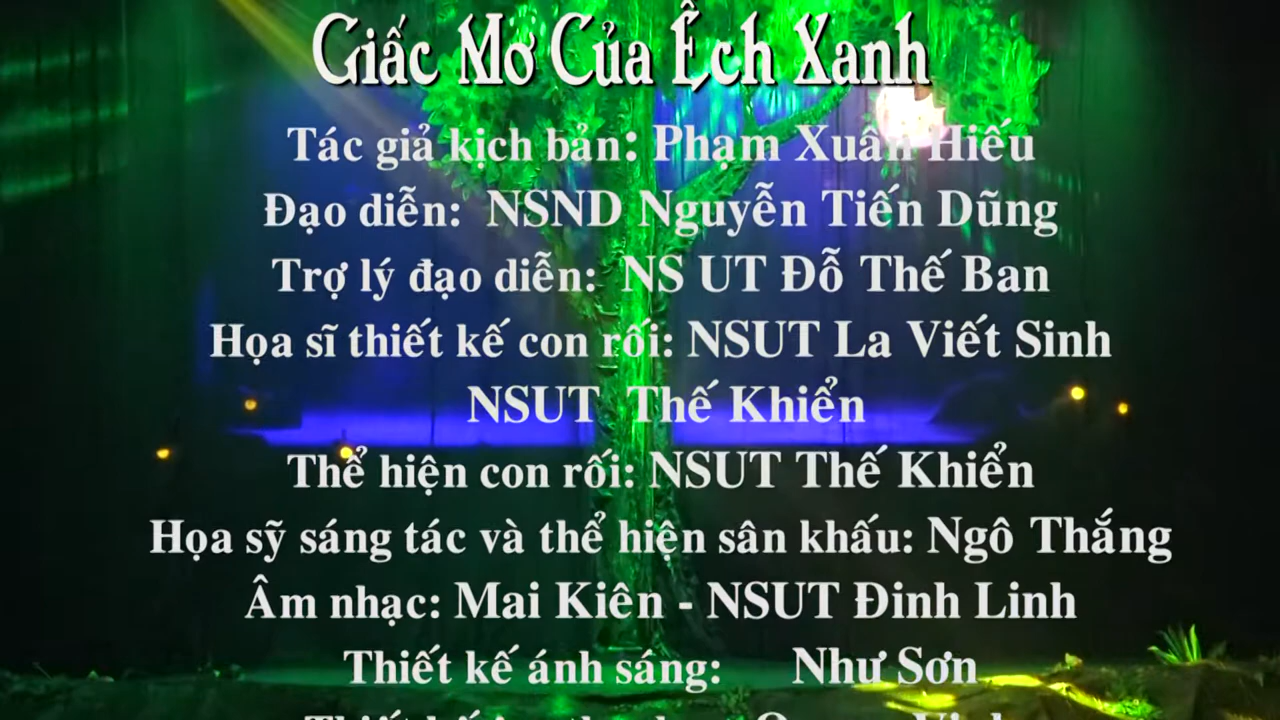 Giấc Mơ Của Ếch Xanh
Tác giả kịch bản: Phạm Xuân Hiếu
Đạo diễn: NSND Nguyễn Tiến Dũng
Trợ lý đạo diễn: NS UT Đỗ Thế Ban
Họa sĩ thiết kế con rối: NSUT La Viết Sinh
NSUT Thế Khiển
Thể hiện con rối: NSUT Thế Khiển
Họa sỹ sáng tác và thể hiện sân khấu: Ngô Thắng
Âm nhạc: Mai Kiên - NSUT Đinh Linh
Thiết kế ánh sáng: Như Sơn